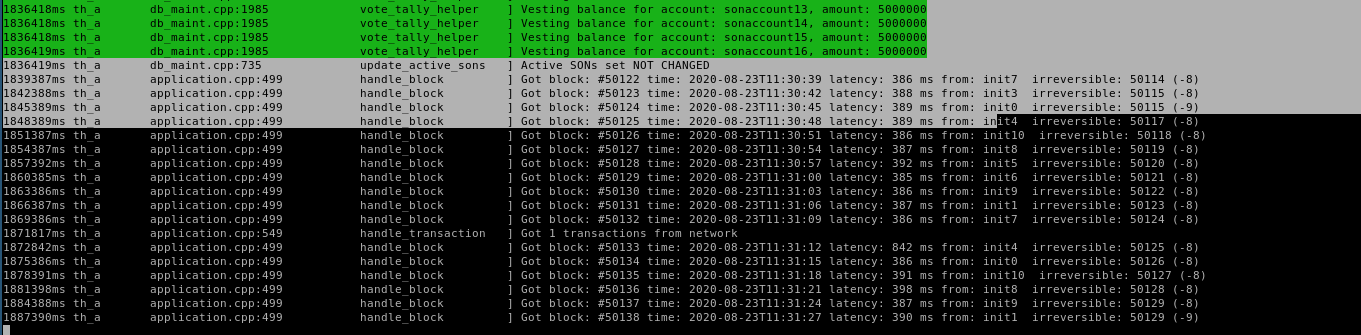 1836418ms th_a       db_maint.cpp:1985             vote_tally_helper    ] Vesting balance for account: sonaccount13, amount: 5000000
1836418ms th_a       db_maint.cpp:1985             vote_tally_helper    ] Vesting balance for account: sonaccount14, amount: 5000000
1836418ms th_a       db_maint.cpp:1985             vote_tally_helper    ] Vesting balance for account: sonaccount15, amount: 5000000
1836419ms th_a       db_maint.cpp:1985             vote_tally_helper    ] Vesting balance for account: sonaccount16, amount: 5000000
1836419ms th_a       db_maint.cpp:735              update_active_sons   ] Active SONs set NOT CHANGED
1839387ms th_a       application.cpp:499           handle_block         ] Got block: #50122 time: 2020-08-23T11:30:39 latency: 386 ms from: init7  irreversible: 50114 (-8)
1842388ms th_a       application.cpp:499           handle_block         ] Got block: #50123 time: 2020-08-23T11:30:42 latency: 388 ms from: init3  irreversible: 50115 (-8)
1845389ms th_a       application.cpp:499           handle_block         ] Got block: #50124 time: 2020-08-23T11:30:45 latency: 389 ms from: init0  irreversible: 50115 (-9)
1848389ms th_a       application.cpp:499           handle_block         ] Got block: #50125 time: 2020-08-23T11:30:48 latency: 389 ms from: init4  irreversible: 50117 (-8)
1851387ms th_a       application.cpp:499           handle_block         ] Got block: #50126 time: 2020-08-23T11:30:51 latency: 386 ms from: init10  irreversible: 50118 (-8)
1854387ms th_a       application.cpp:499           handle_block         ] Got block: #50127 time: 2020-08-23T11:30:54 latency: 387 ms from: init8  irreversible: 50119 (-8)
1857392ms th_a       application.cpp:499           handle_block         ] Got block: #50128 time: 2020-08-23T11:30:57 latency: 392 ms from: init5  irreversible: 50120 (-8)
1860385ms th_a       application.cpp:499           handle_block         ] Got block: #50129 time: 2020-08-23T11:31:00 latency: 385 ms from: init6  irreversible: 50121 (-8)
1863386ms th_a       application.cpp:499           handle_block         ] Got block: #50130 time: 2020-08-23T11:31:03 latency: 386 ms from: init9  irreversible: 50122 (-8)
1866387ms th_a       application.cpp:499           handle_block         ] Got block: #50131 time: 2020-08-23T11:31:06 latency: 387 ms from: init1  irreversible: 50123 (-8)
1869386ms th_a       application.cpp:499           handle_block         ] Got block: #50132 time: 2020-08-23T11:31:09 latency: 386 ms from: init7  irreversible: 50124 (-8)
1871817ms th_a       application.cpp:549           handle_transaction   ] Got 1 transactions from network
1872842ms th_a       application.cpp:499           handle_block         ] Got block: #50133 time: 2020-08-23T11:31:12 latency: 842 ms from: init4  irreversible: 50125 (-8)
1875386ms th_a       application.cpp:499           handle_block         ] Got block: #50134 time: 2020-08-23T11:31:15 latency: 386 ms from: init0  irreversible: 50126 (-8)
1878391ms th_a       application.cpp:499           handle_block         ] Got block: #50135 time: 2020-08-23T11:31:18 latency: 391 ms from: init10  irreversible: 50127 (-8)
1881398ms th_a       application.cpp:499           handle_block         ] Got block: #50136 time: 2020-08-23T11:31:21 latency: 398 ms from: init8  irreversible: 50128 (-8)
1884388ms th_a       application.cpp:499           handle_block         ] Got block: #50137 time: 2020-08-23T11:31:24 latency: 387 ms from: init9  irreversible: 50129 (-8)
1887390ms th_a       application.cpp:499           handle_block         ] Got block: #50138 time: 2020-08-23T11:31:27 latency: 390 ms from: init1  irreversible: 50129 (-9)